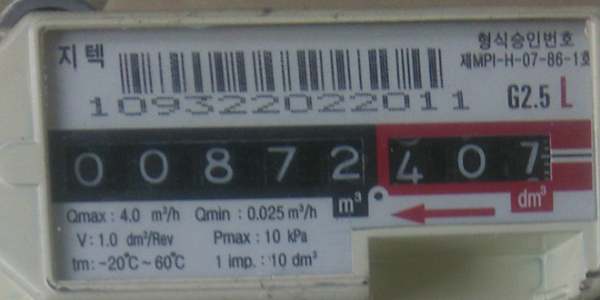 지텍
형식승인번호
제MPI-H-07-86-1호
109322022011
G2.5 L
00872 407
m³ dm³
Qmax : 4.0 m³/h Qmin : 0.025 m³/h
V : 1.0 dm³/Rev Pmax : 10 kPa
tm: -20℃ ~ 60℃ 1 imp. : 10 dm³